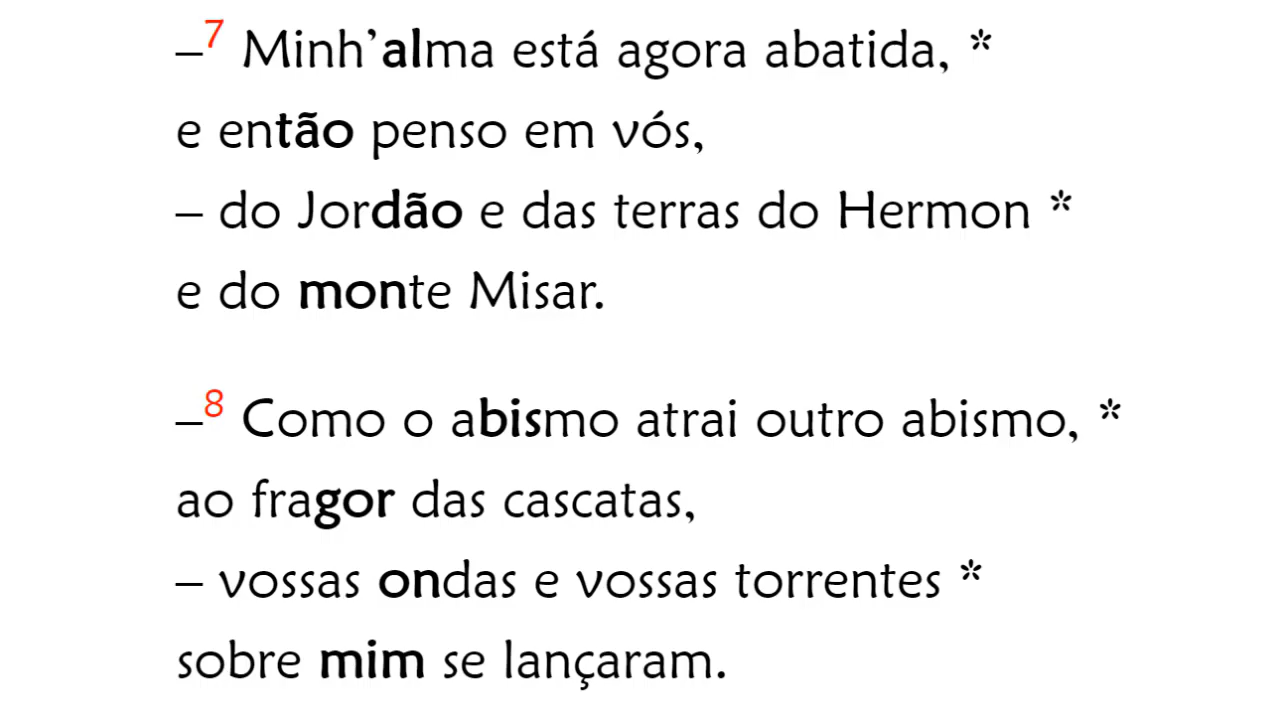 –7 Minh’alma está agora abatida, *
e então penso em vós,
– do Jordão e das terras do Hermon *
e do monte Misar.
–8 Como o abismo atrai outro abismo, *
ao fragor das cascatas,
– vossas ondas e vossas torrentes *
sobre mim se lançaram.